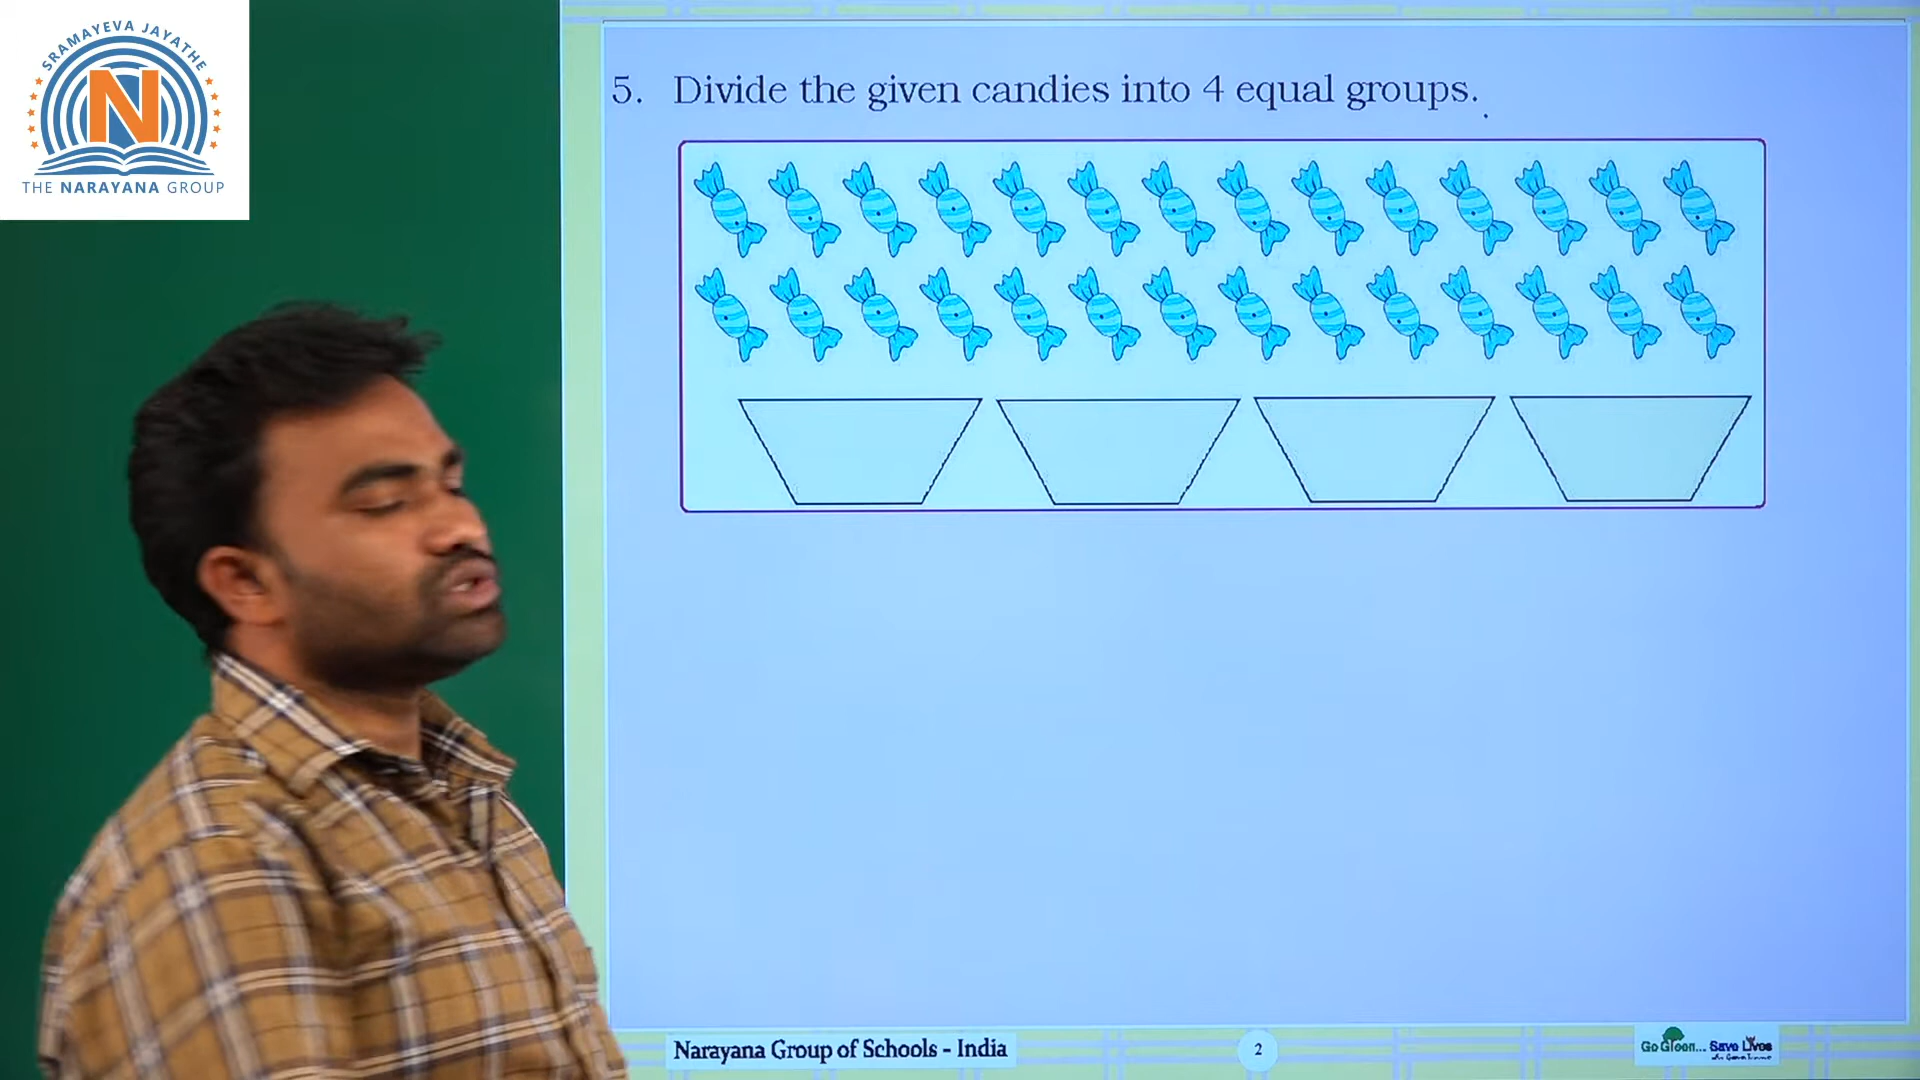 SRAMAYEVA JAYATHE
N
THE NARAYANA GROUP
5. Divide the given candies into 4 equal groups.
Narayana Group of Schools - India
2
Go Green... Save Lives